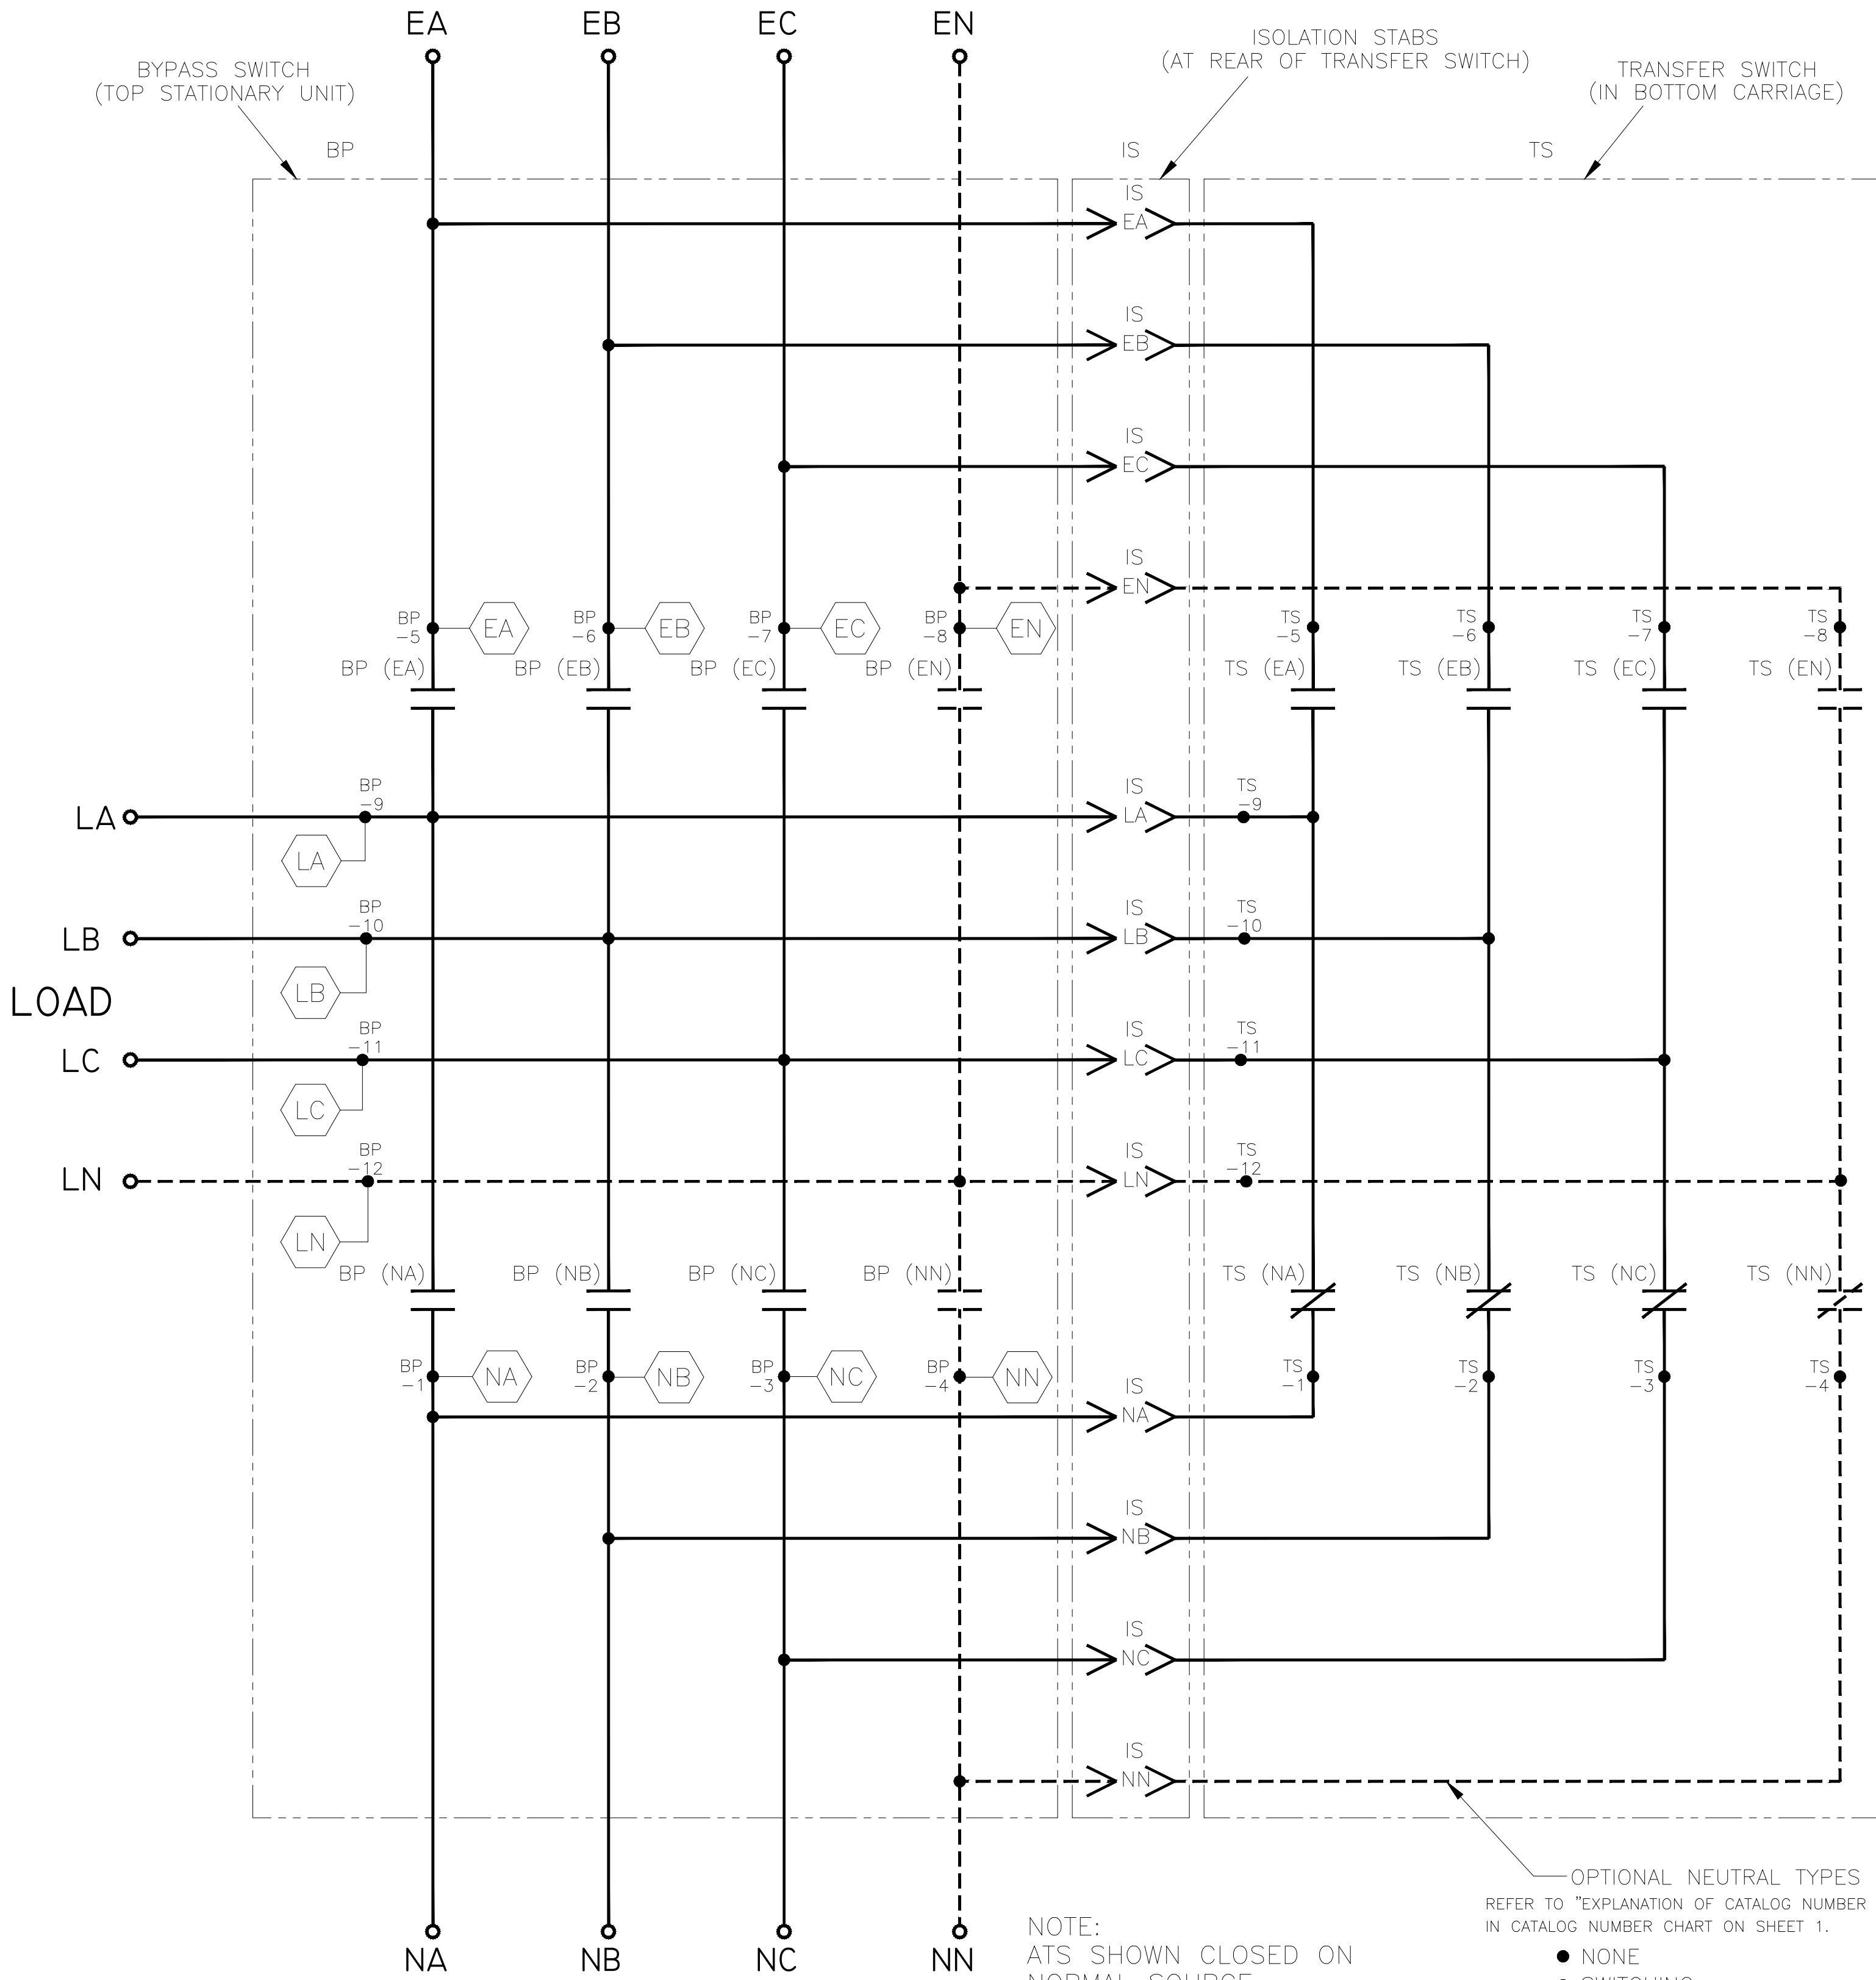 EA EB EC EN
ISOLATION STABS
(AT REAR OF TRANSFER SWITCH)
BYPASS SWITCH
(TOP STATIONARY UNIT)
TRANSFER SWITCH
(IN BOTTOM CARRIAGE)
BP IS TS
IS
EA
IS
EB
IS
EC
IS
EN
BP
-5
EA
BP
-6
EB
BP
-7
EC
BP
-8
EN
TS
-5
TS
-6
TS
-7
TS
-8
BP (EA) BP (EB) BP (EC) BP (EN) TS (EA) TS (EB) TS (EC) TS (EN)
LA
BP
-9
LA
IS
LA
TS
-9
LB
BP
-10
LB
IS
LB
TS
-10
LOAD
LC
BP
-11
LC
IS
LC
TS
-11
LN
BP
-12
LN
IS
LN
TS
-12
BP (NA) BP (NB) BP (NC) BP (NN) TS (NA) TS (NB) TS (NC) TS (NN)
BP
-1
NA
BP
-2
NB
BP
-3
NC
BP
-4
NN
TS
-1
TS
-2
TS
-3
TS
-4
IS
NA
IS
NB
IS
NC
IS
NN
OPTIONAL NEUTRAL TYPES
REFER TO "EXPLANATION OF CATALOG NUMBER
IN CATALOG NUMBER CHART ON SHEET 1.
NONE
NA NB NC NN
NOTE:
ATS SHOWN CLOSED ON
NORMAL SOURCE